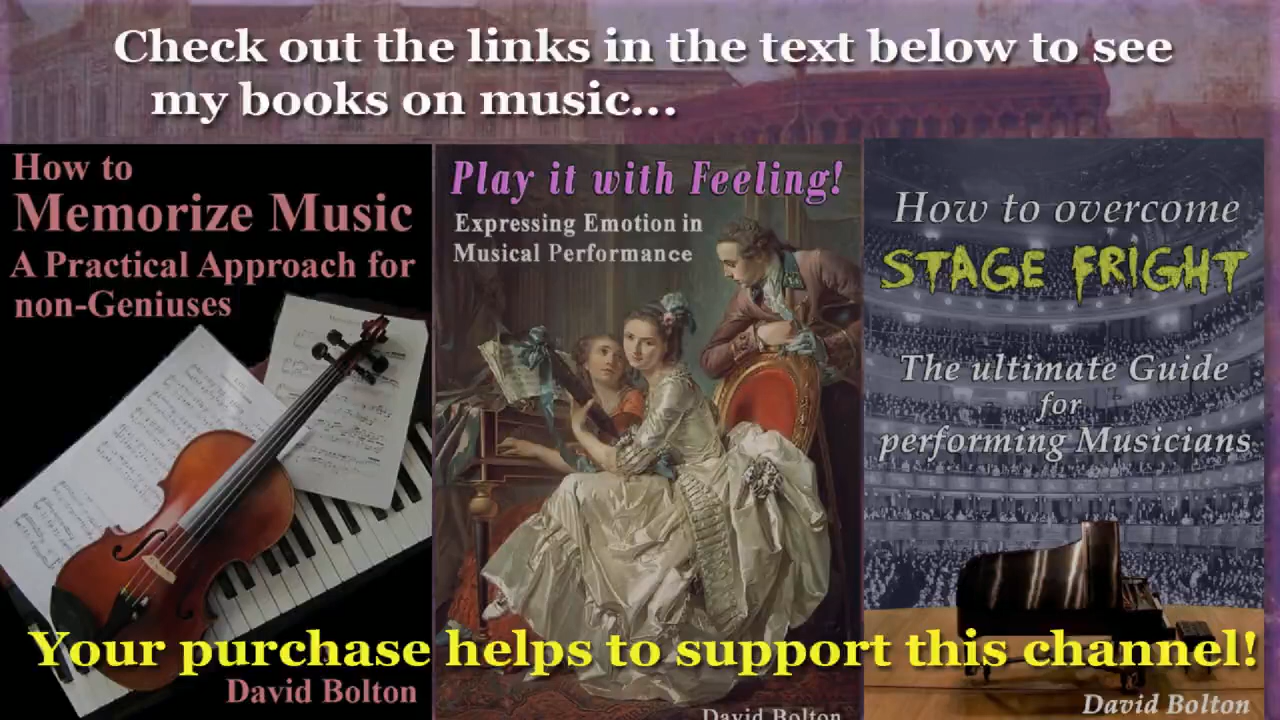 Check out the links in the text below to see
my books on music...
How to
Memorize Music
A Practical Approach for
non-Geniuses
Play it with Feeling!
Expressing Emotion in
Musical Performance
How to overcome
STAGE FRIGHT
The ultimate Guide
for
performing Musicians
Your purchase helps to support this channel!
David Bolton
David Bolton
David Bolton